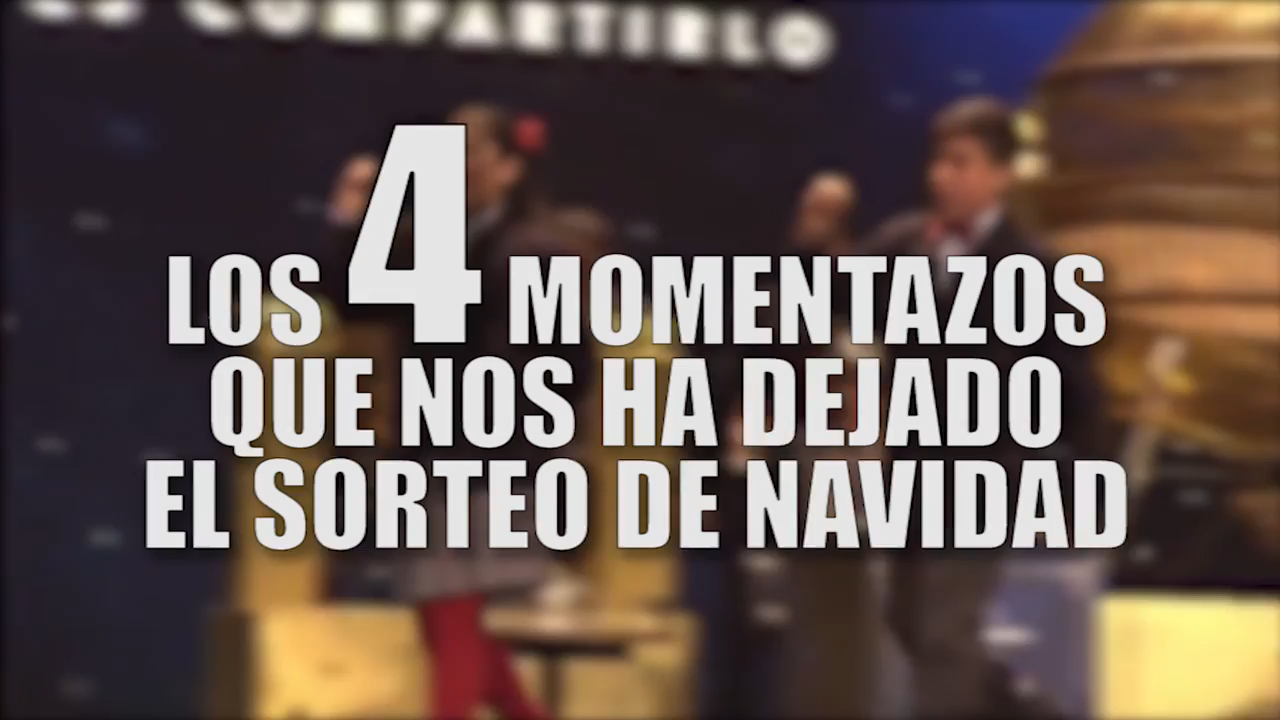 COMPARTIRLO
LOS 4 MOMENTAZOS
QUE NOS HA DEJADO
EL SORTEO DE NAVIDAD